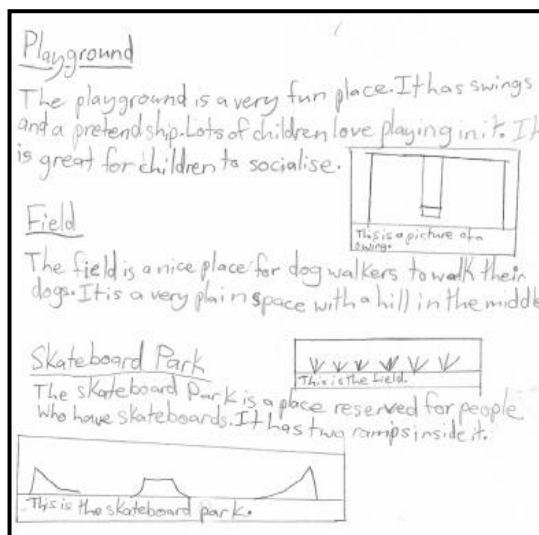 Playground
The playground is a very fun place. It has swings
and a pretend ship. Lots of children love playing in it. It
is great for children to socialise.
This is a picture of a
swing.
Field
The field is a nice place for dog walkers to walk their
dogs. It is a very plain space with a hill in the middle
This is the field.
Skateboard Park
The skateboard Park is a place reserved for people
who have skateboards. It has two ramps inside it.
This is the skateboard park.